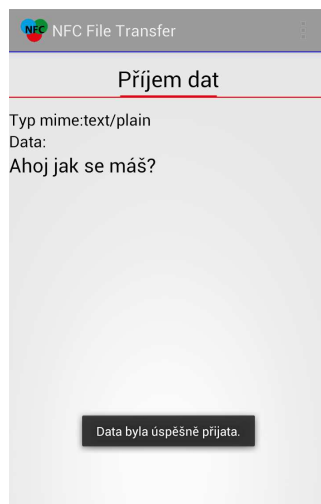 NFC NFC File Transfer
Příjem dat
Typ mime:text/plain
Data:
Ahoj jak se máš?
Data byla úspěšně přijata.